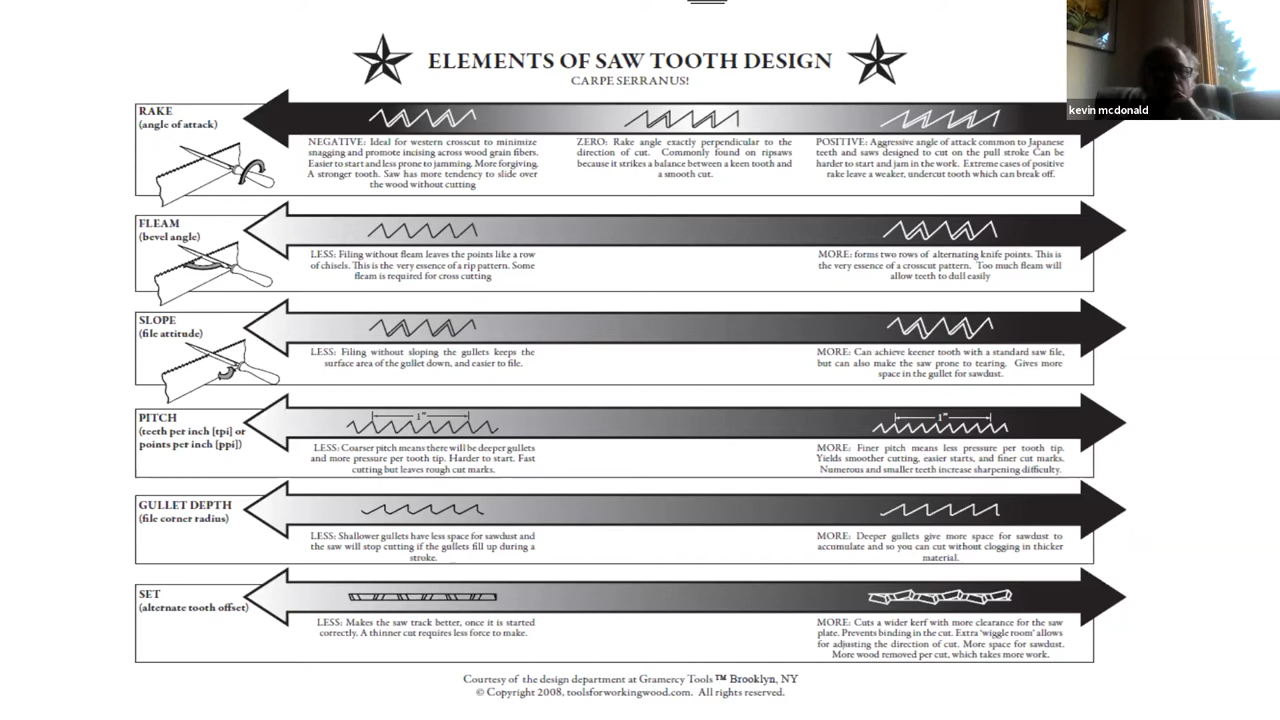 ELEMENTS OF SAW TOOTH DESIGN
CARPE SERRANUS!
kevin mcdonald
RAKE
(angle of attack)
NEGATIVE: Ideal for western crosscut to minimize
snagging and promote incising across wood grain fibers.
Easier to start and less prone to jamming. More forgiving.
A stronger tooth. Saw has more tendency to slide over
the wood without cutting
ZERO: Rake angle exactly perpendicular to the
direction of cut. Commonly found on ripsaws
because it strikes a balance between a keen tooth and
a smooth cut.
POSITIVE: Aggressive angle of attack common to Japanese
teeth and saws designed to cut on the pull stroke Can be
harder to start and jam in the work. Extreme cases of positive
rake leave a weaker, undercut tooth which can break off.
FLEAM
(bevel angle)
LESS: Filing without fleam leaves the points like a row
of chisels. This is the very essence of a rip pattern. Some
fleam is required for cross cutting
MORE: forms two rows of alternating knife points. This is
the very essence of a crosscut pattern. Too much fleam will
allow teeth to dull easily
SLOPE
(file attitude)
LESS: Filing without sloping the gullets keeps the
surface area of the gullet down, and easier to file.
MORE: Can achieve keener tooth with a standard saw file,
but can also make the saw prone to tearing. Gives more
space in the gullet for sawdust.
PITCH
(teeth per inch [tpi] or
points per inch [ppi])
1"
LESS: Coarser pitch means there will be deeper gullets
and more pressure per tooth tip. Harder to start. Fast
cutting but leaves rough cut marks.
1"
MORE: Finer pitch means less pressure per tooth tip.
Yields smoother cutting, easier starts, and finer cut marks.
Numerous and smaller teeth increase sharpening difficulty.
GULLET DEPTH
(file corner radius)
LESS: Shallower gullets have less space for sawdust and
the saw will stop cutting if the gullets fill up during a
stroke.
MORE: Deeper gullets give more space for sawdust to
accumulate and so you can cut without clogging in thicker
material.
SET
(alternate tooth offset)
LESS: Makes the saw track better, once it is started
correctly. A thinner cut requires less force to make.
MORE: Cuts a wider kerf with more clearance for the saw
plate. Prevents binding in the cut. Extra 'wiggle room' allows
for adjusting the direction of cut. More space for sawdust.
More wood removed per cut, which takes more work.
Courtesy of the design department at Gramercy Tools ™ Brooklyn, NY
© Copyright 2008, toolsforworkingwood.com. All rights reserved.